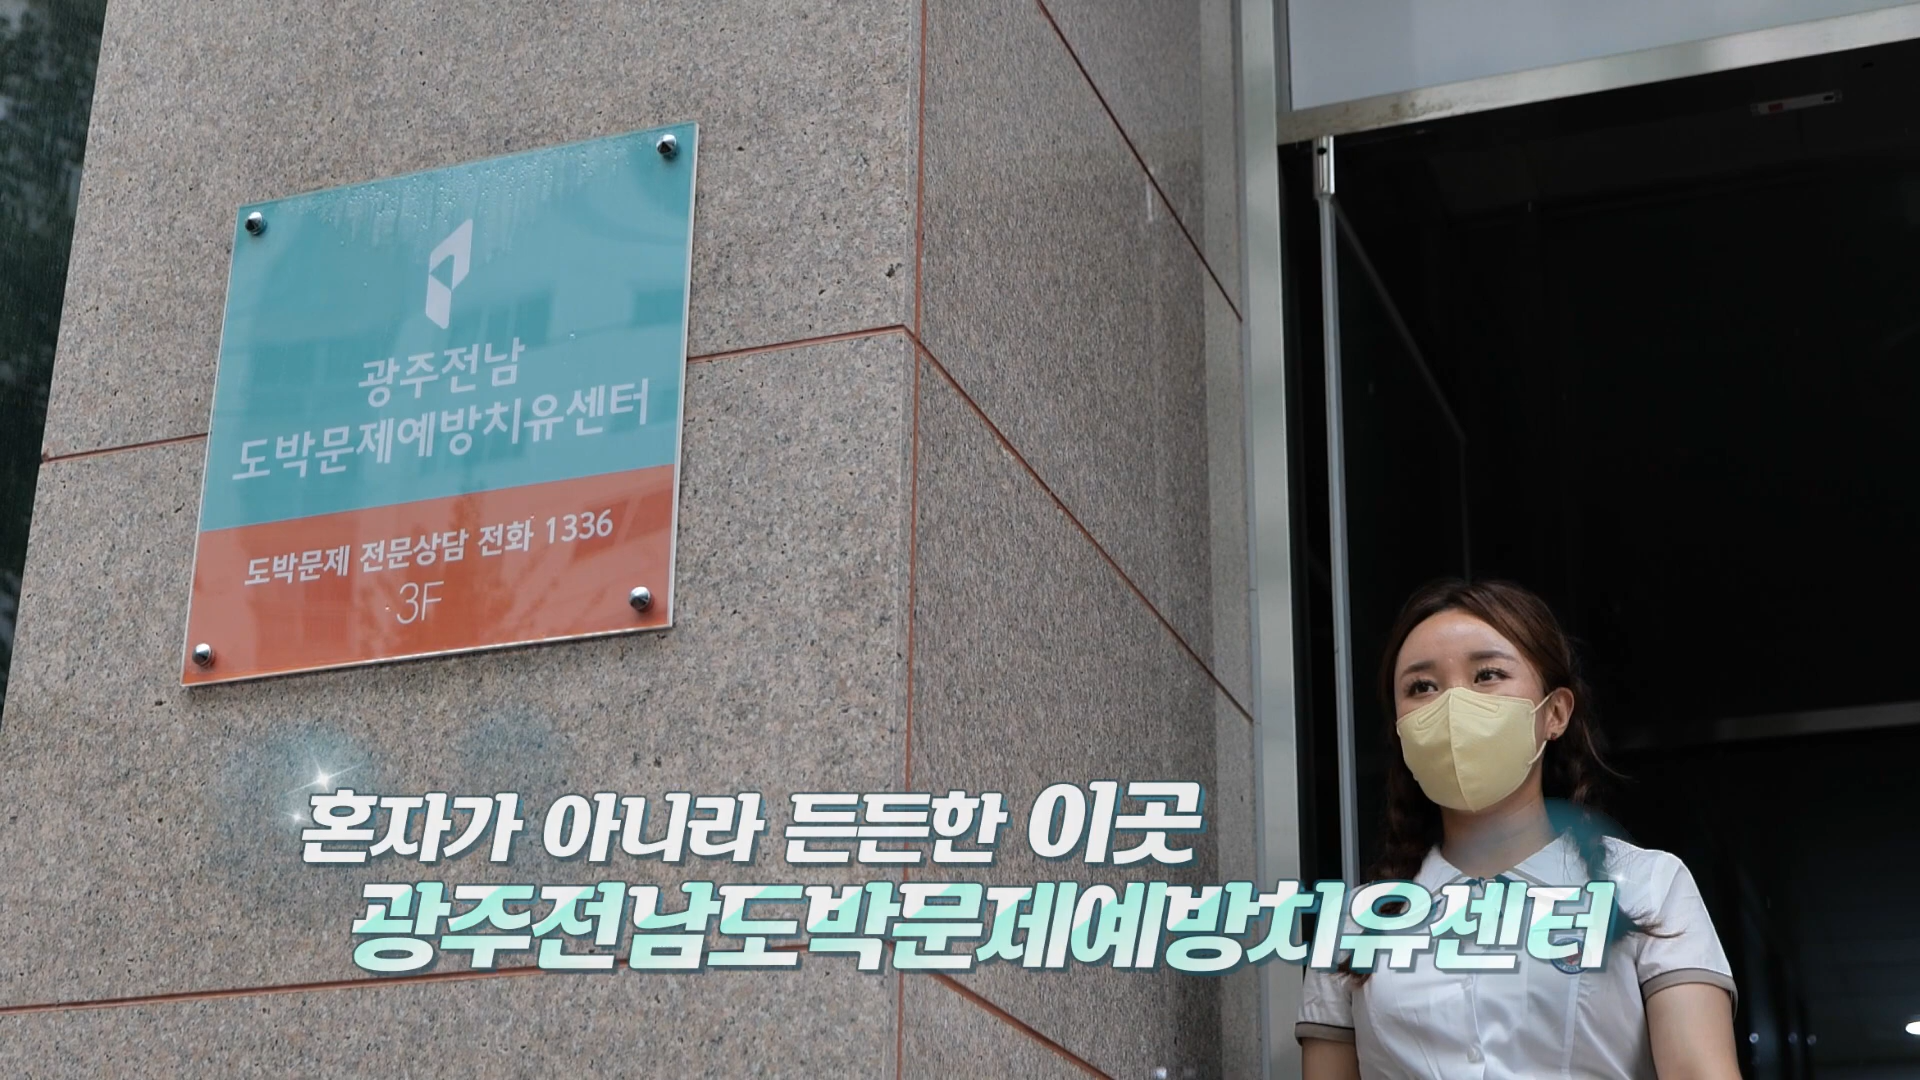 광주전남
도박문제예방치유센터
도박문제 전문상담 전화 1336
3F
혼자가 아니라 든든한 이곳
광주전남도박문제예방치유센터